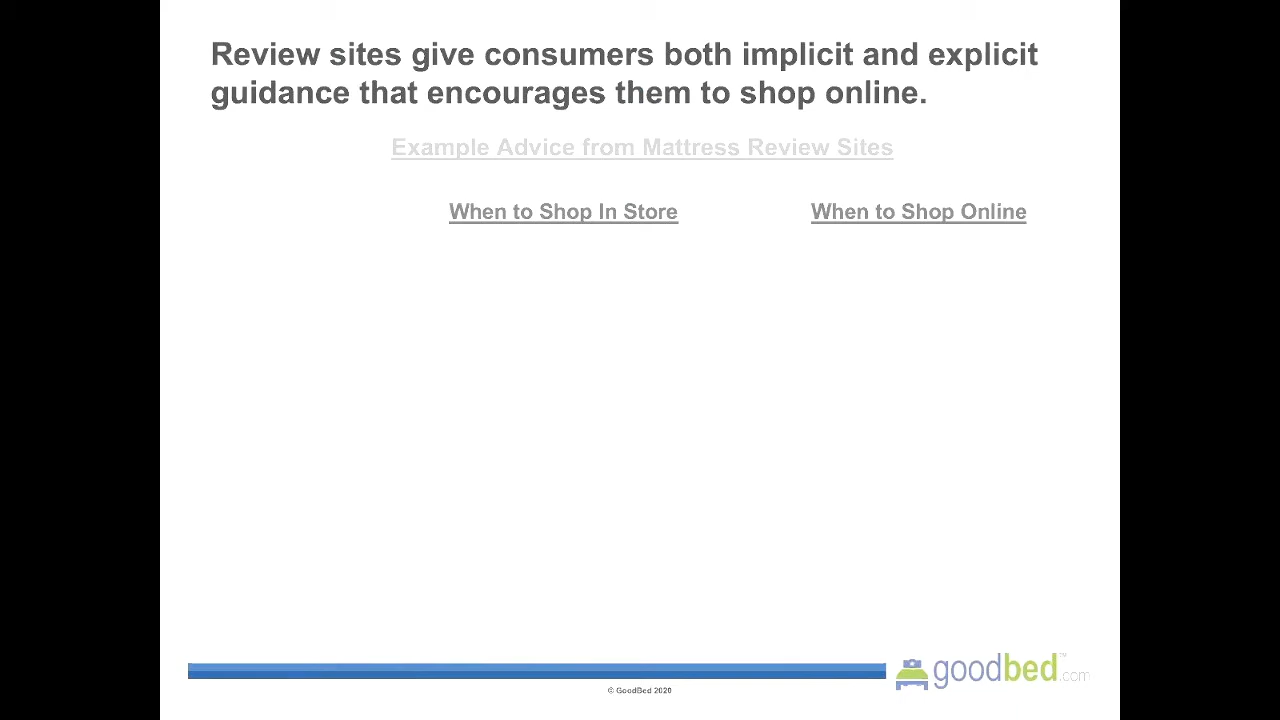 Review sites give consumers both implicit and explicit
guidance that encourages them to shop online.
Example Advice from Mattress Review Sites
When to Shop In Store
When to Shop Online
goodbed.com™
© GoodBed 2020